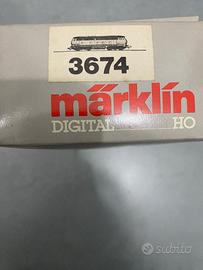 3674
märklin
DIGITAL HO
subito